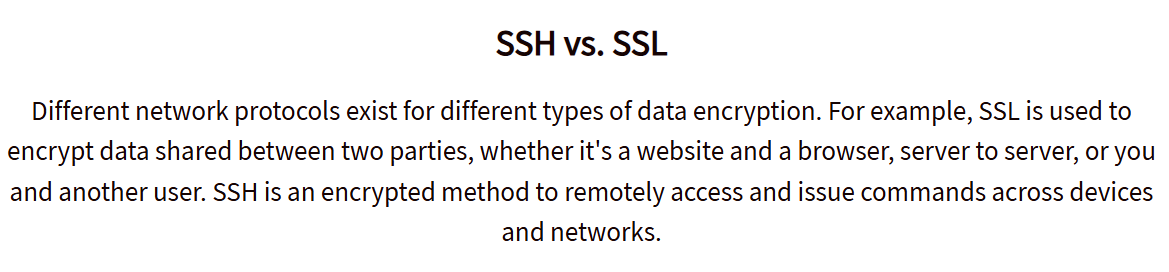 SSH vs. SSL
Different network protocols exist for different types of data encryption. For example, SSL is used to
encrypt data shared between two parties, whether it's a website and a browser, server to server, or you
and another user. SSH is an encrypted method to remotely access and issue commands across devices
and networks.